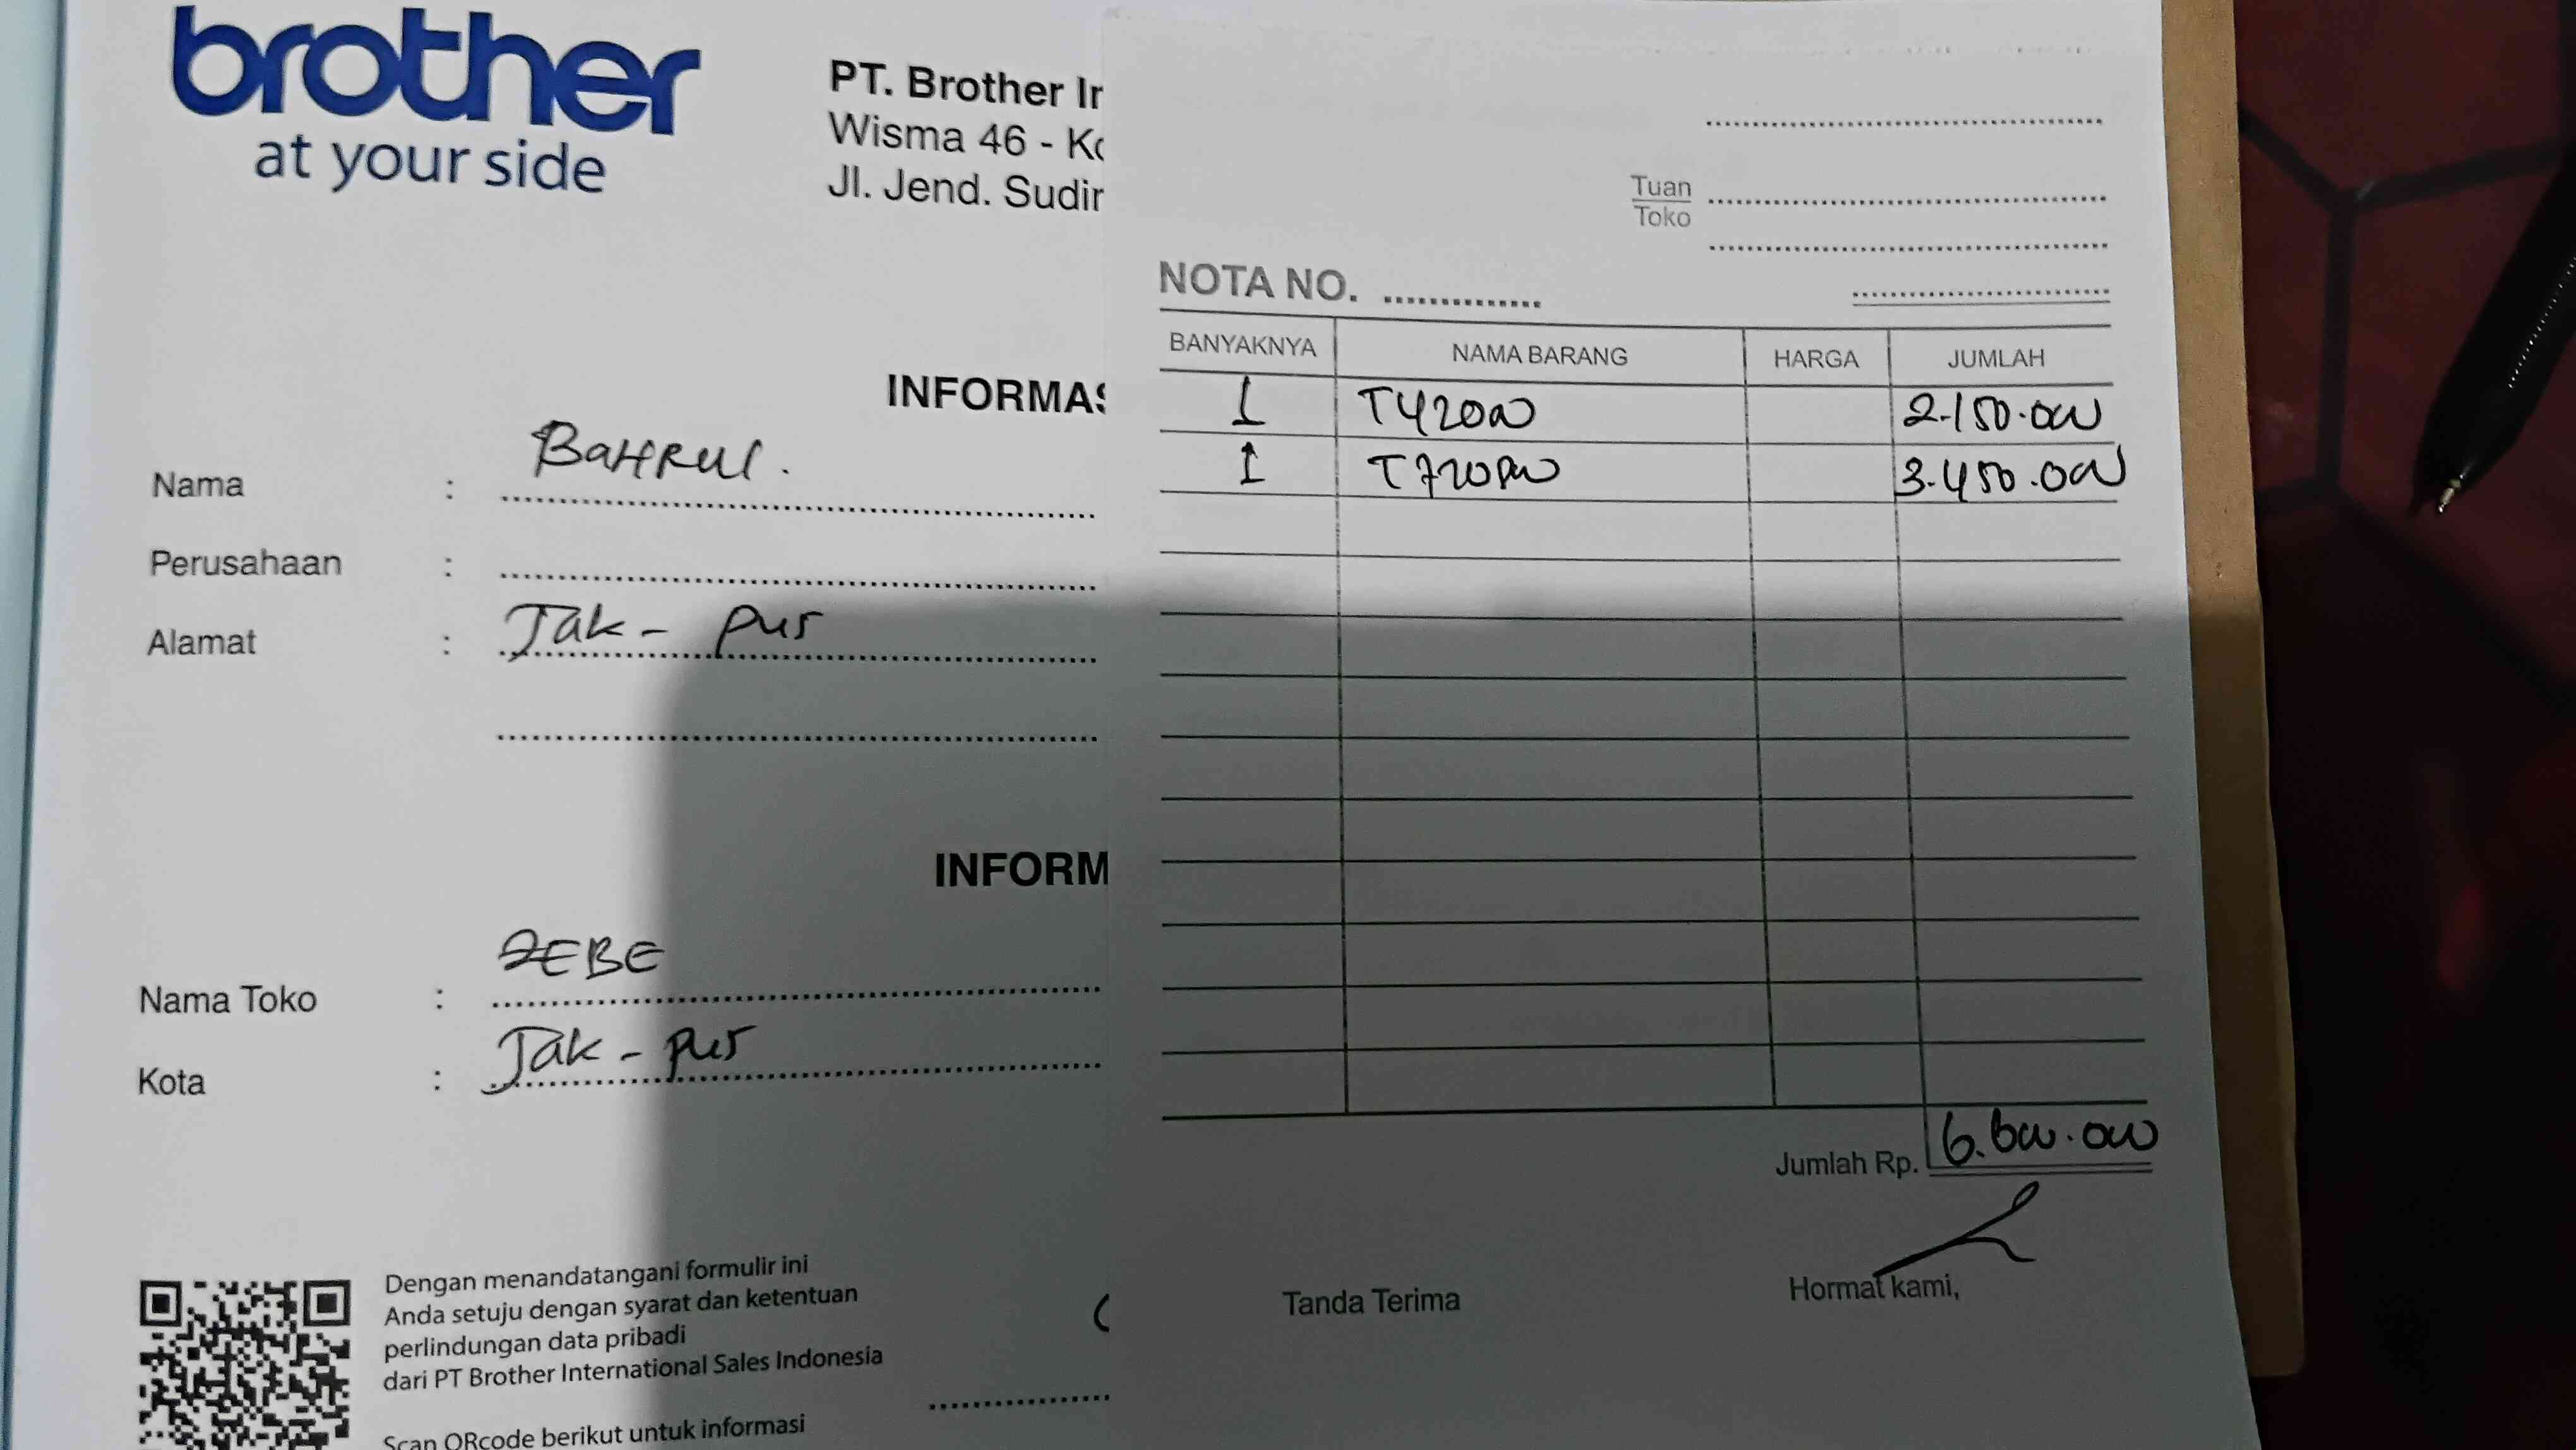 brother
at your side
PT. Brother Ir
Wisma 46 - Ko
Jl. Jend. Sudir
INFORMAS
Nama : BAHRUL.
Perusahaan :
Alamat : Jak - pus
INFORM
Nama Toko : ZEBE
Kota : Jak - pus
Dengan menandatangani formulir ini
Anda setuju dengan syarat dan ketentuan
perlindungan data pribadi
dari PT Brother International Sales Indonesia
Scan QRcode berikut untuk informasi
Tuan
Toko
NOTA NO.
BANYAKNYA NAMA BARANG HARGA JUMLAH
1 T420W 2.150.000
1 T720DW 3.450.000
Jumlah Rp. 6.600.000
Tanda Terima Hormat kami,